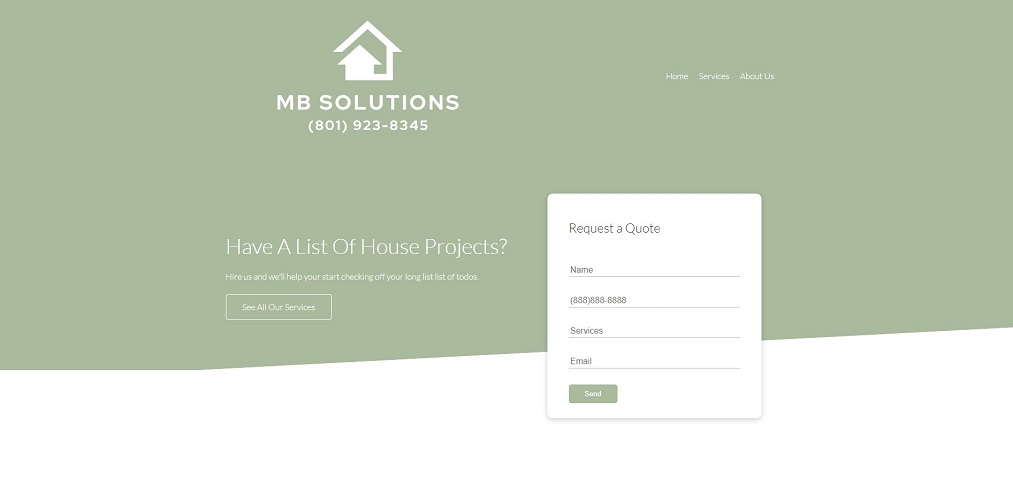 MB SOLUTIONS
(801) 923-8345
Home Services About Us
Have A List Of House Projects?
Hire us and we'll help your start checking off your long list list of todos.
See All Our Services
Request a Quote
Name
(888)888-8888
Services
Email
Send